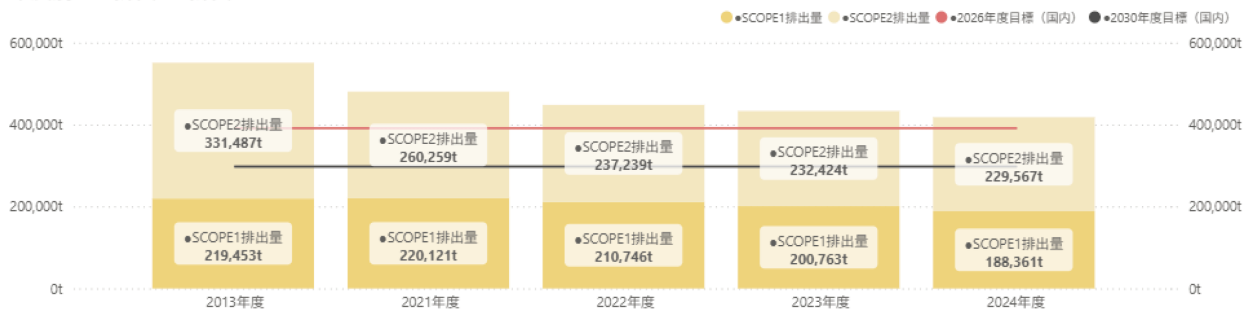 ●SCOPE1排出量 ●SCOPE2排出量 ●2026年度目標（国内） ●2030年度目標（国内）
600,000t
600,000t
400,000t
400,000t
200,000t
200,000t
0t
0t
●SCOPE2排出量
331,487t
●SCOPE2排出量
260,259t
●SCOPE2排出量
237,239t
●SCOPE2排出量
232,424t
●SCOPE2排出量
229,567t
●SCOPE1排出量
219,453t
●SCOPE1排出量
220,121t
●SCOPE1排出量
210,746t
●SCOPE1排出量
200,763t
●SCOPE1排出量
188,361t
2013年度
2021年度
2022年度
2023年度
2024年度